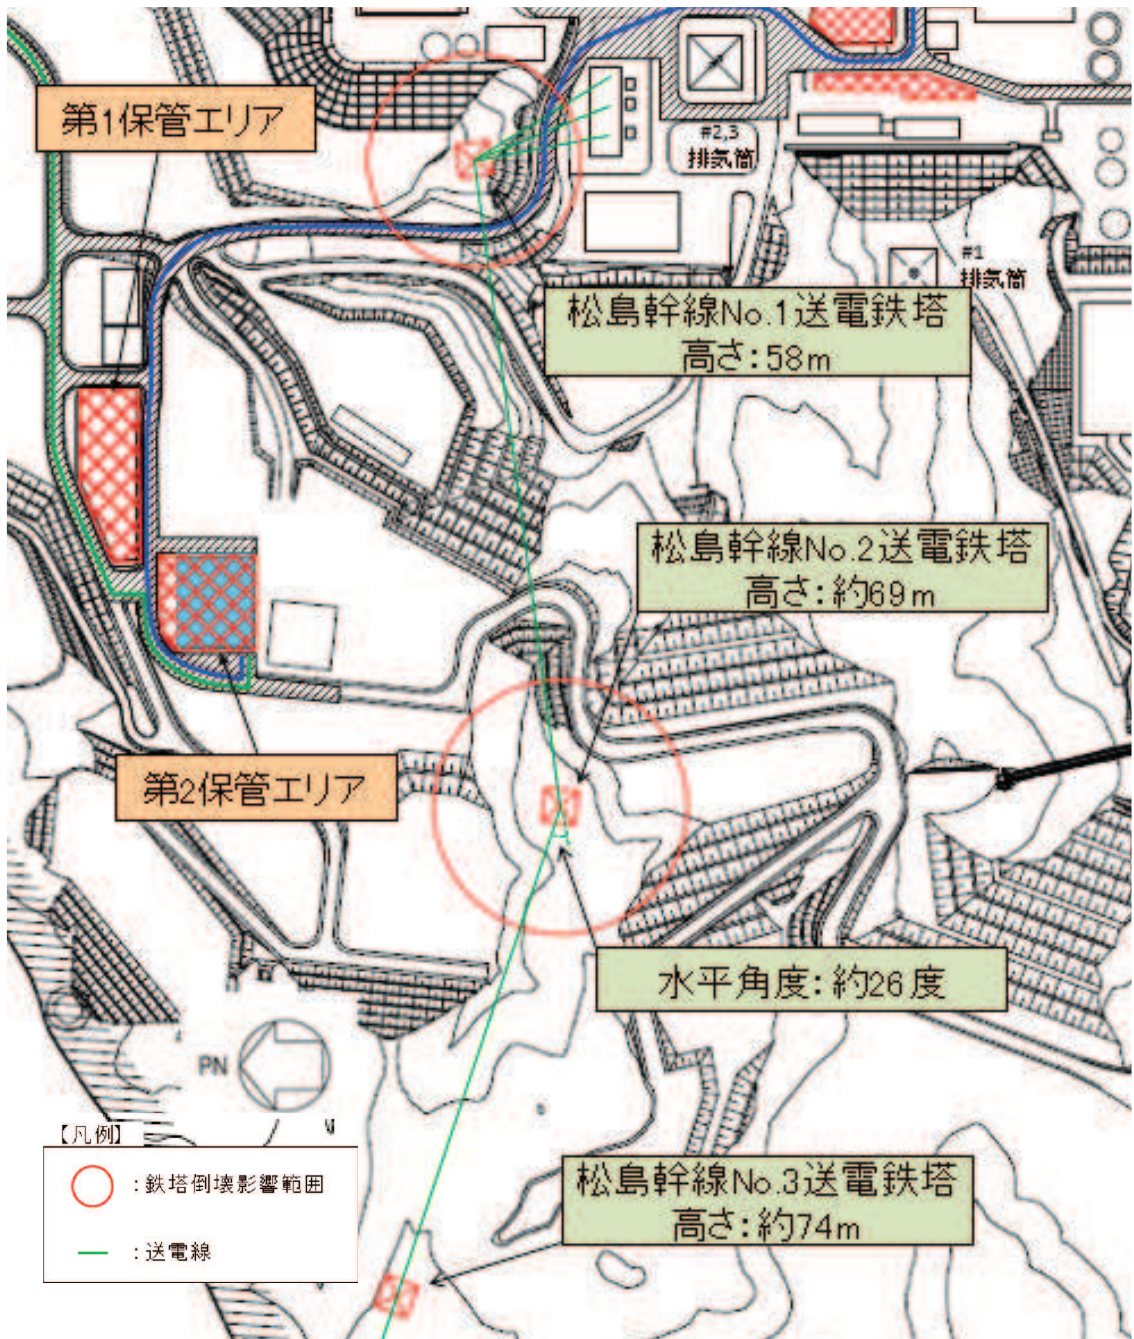 第1保管エリア
#2,3
排気筒
#1
排気筒
松島幹線No.1送電鉄塔
高さ:58m
松島幹線No.2送電鉄塔
高さ:約69m
第2保管エリア
水平角度:約26度
PN
【凡例】
:鉄塔倒壊影響範囲
:送電線
松島幹線No.3送電鉄塔
高さ:約74m